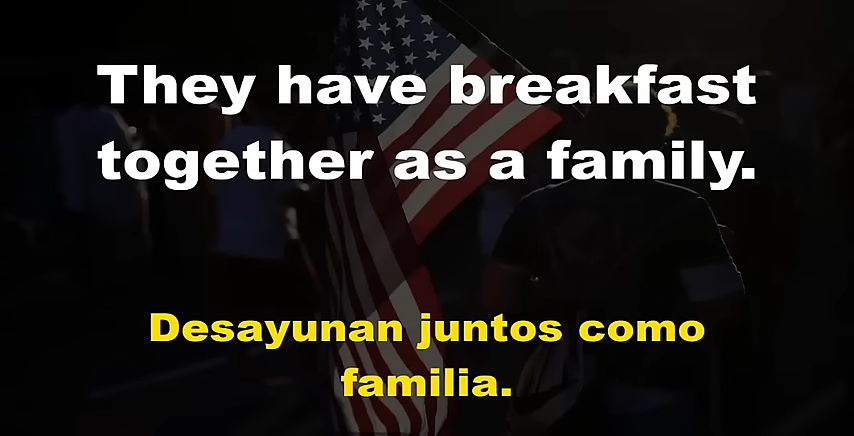 They have breakfast
together as a family.
Desayunan juntos como
familia.